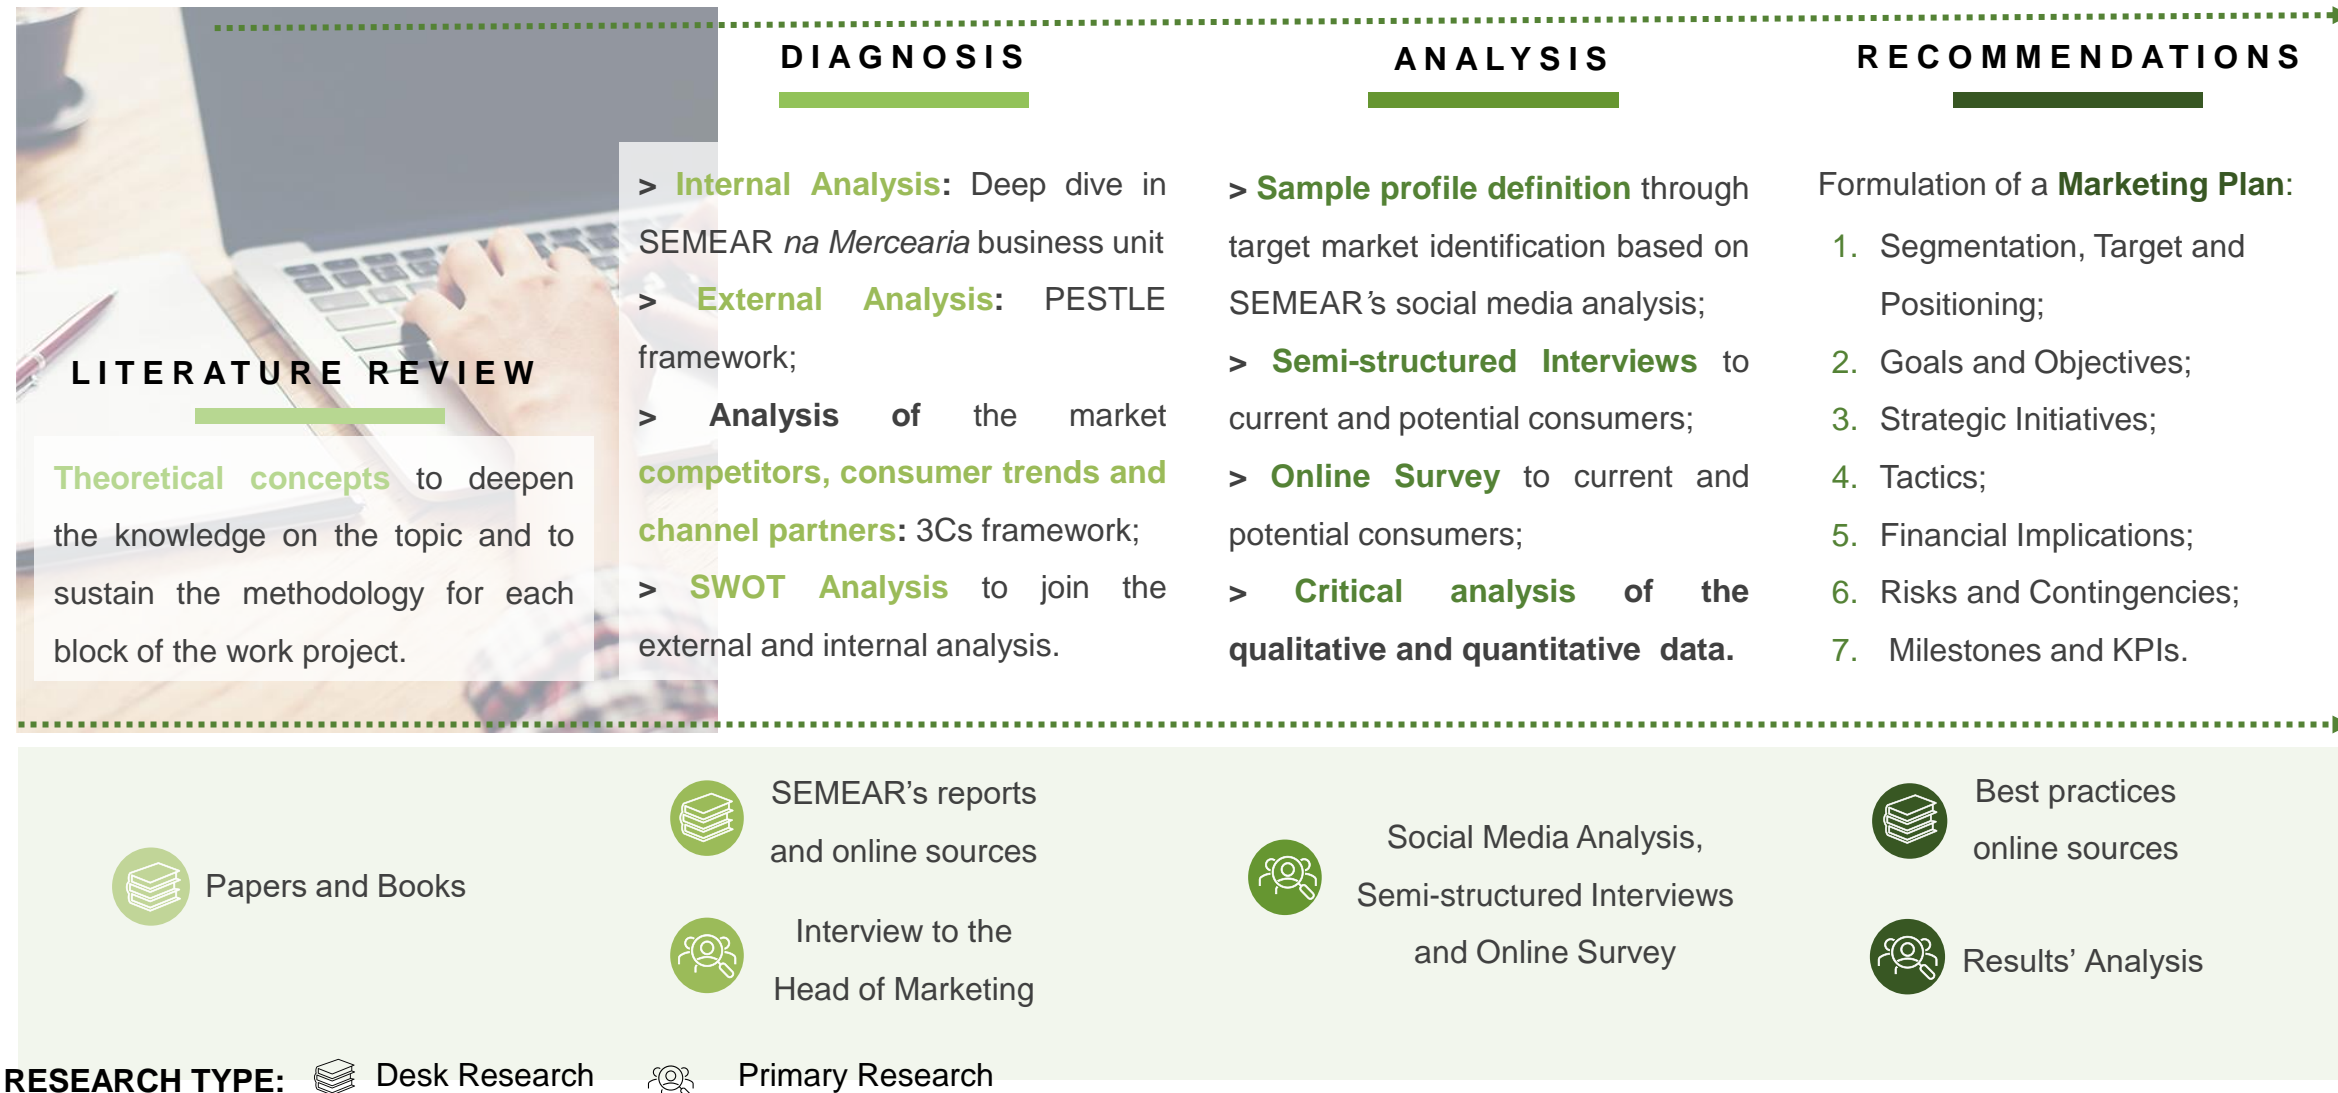 LITERATURE REVIEW
Theoretical concepts to deepen
the knowledge on the topic and to
sustain the methodology for each
block of the work project.
DIAGNOSIS
> Internal Analysis: Deep dive in
SEMEAR na Mercearia business unit
> External Analysis: PESTLE
framework;
> Analysis of the market
competitors, consumer trends and
channel partners: 3Cs framework;
> SWOT Analysis to join the
external and internal analysis.
ANALYSIS
> Sample profile definition through
target market identification based on
SEMEAR's social media analysis;
> Semi-structured Interviews to
current and potential consumers;
> Online Survey to current and
potential consumers;
> Critical analysis of the
qualitative and quantitative data.
RECOMMENDATIONS
Formulation of a Marketing Plan:
1. Segmentation, Target and
Positioning;
2. Goals and Objectives;
3. Strategic Initiatives;
4. Tactics;
5. Financial Implications;
6. Risks and Contingencies;
7. Milestones and KPIs.
Papers and Books
SEMEAR's reports
and online sources
Interview to the
Head of Marketing
Social Media Analysis,
Semi-structured Interviews
and Online Survey
Best practices
online sources
Results' Analysis
RESEARCH TYPE: Desk Research Primary Research